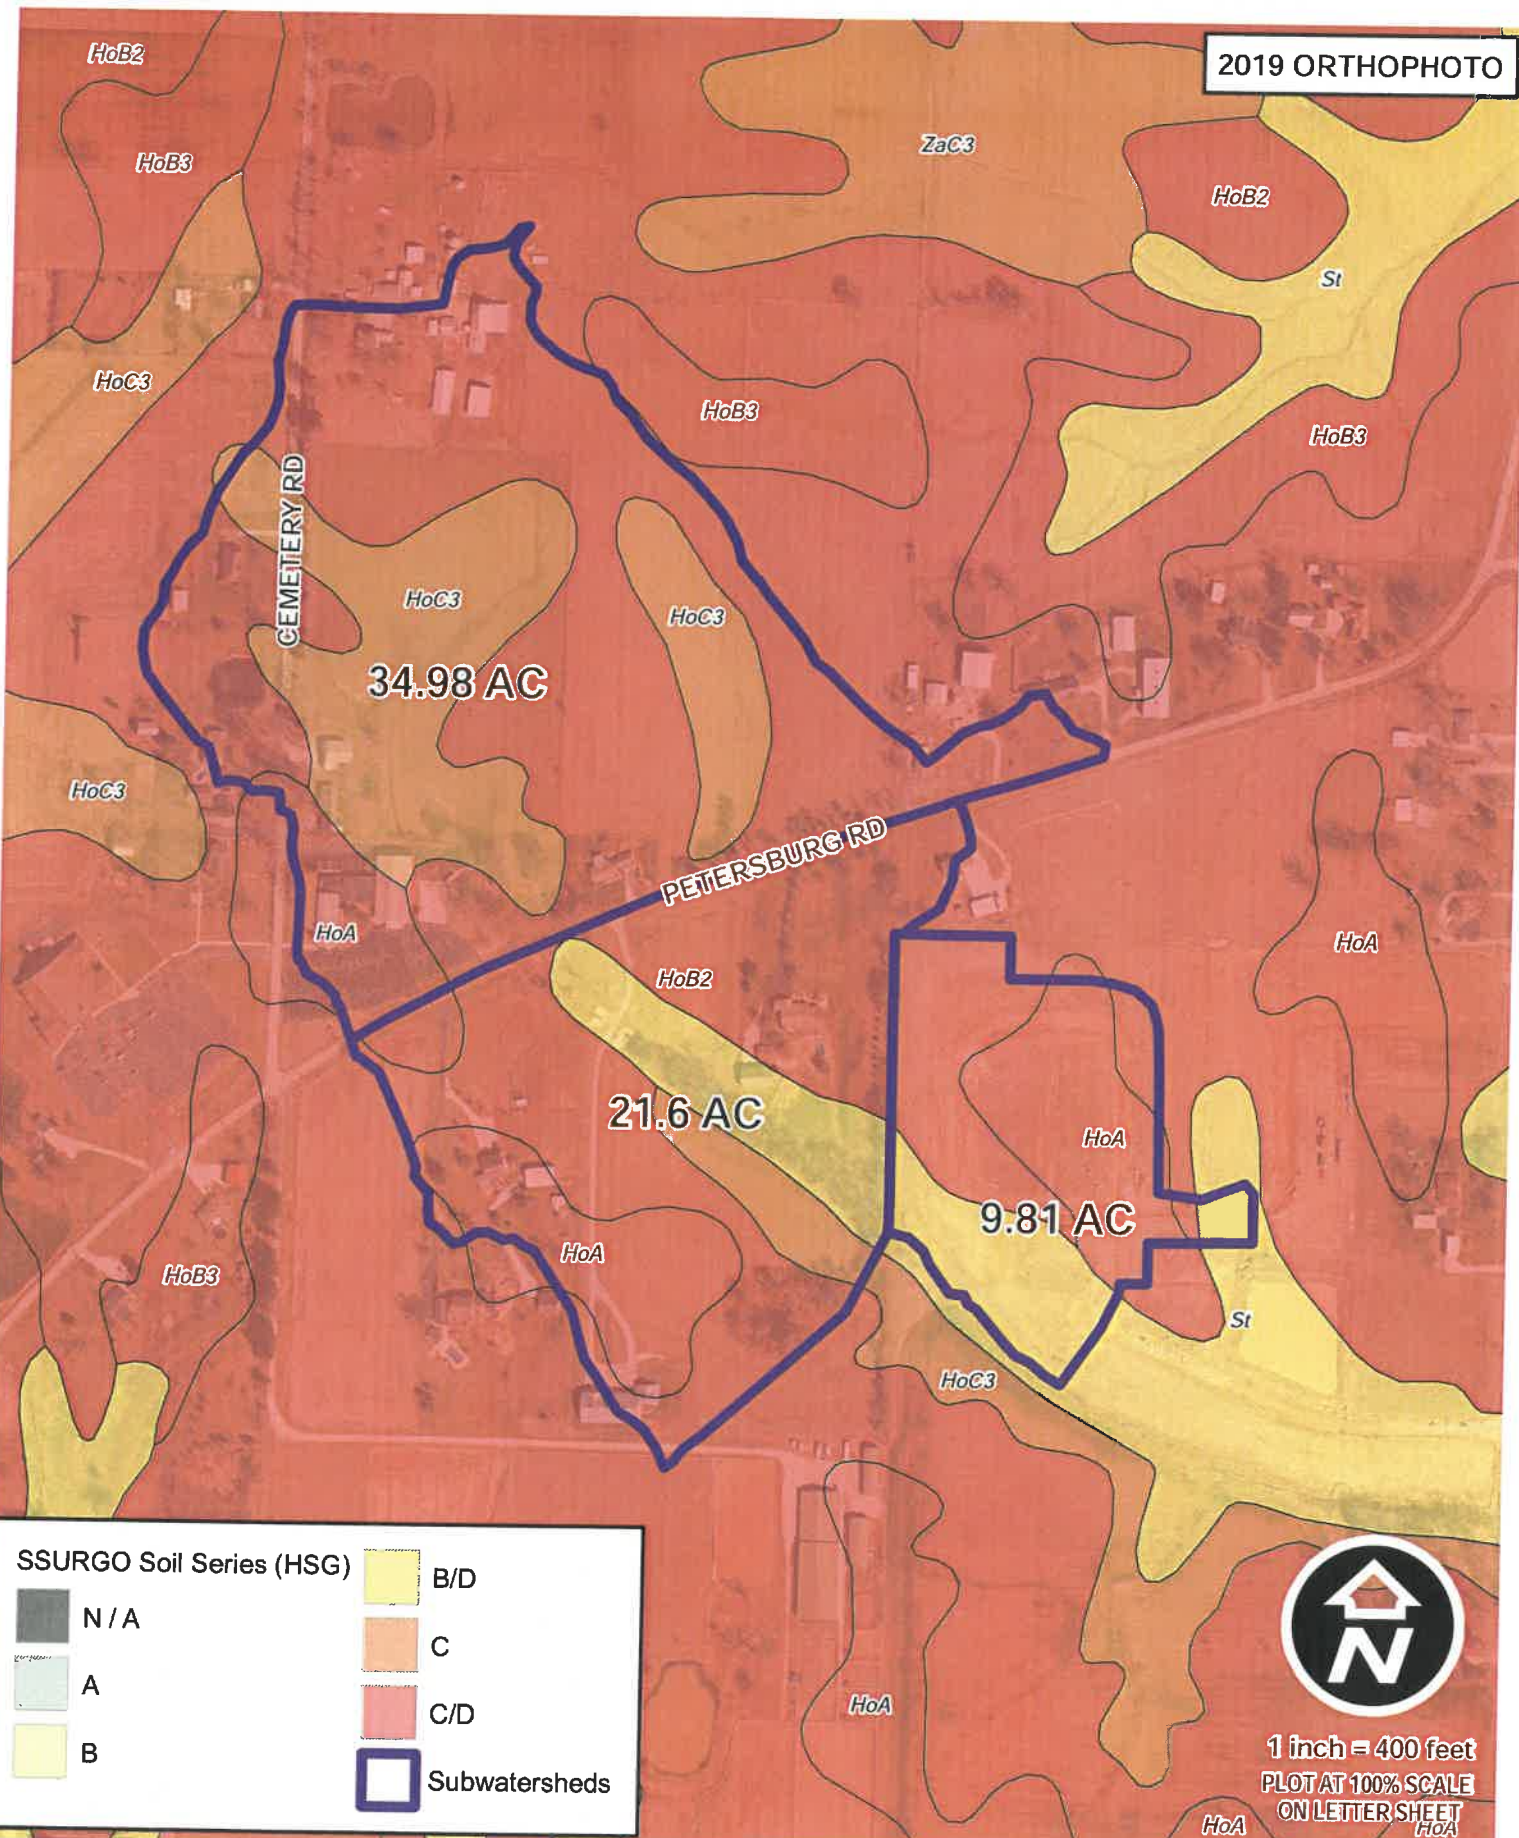 2019 ORTHOPHOTO
HoB2
HoB3
ZaC3
HoB2
St
HoC3
HoB3
HoB3
CEMETERY RD
HoC3
HoC3
34.98 AC
HoC3
PETERSBURG RD
HoA
HoB2
HoA
21.6 AC
HoA
9.81 AC
HoA
HoB3
St
HoC3
SSURGO Soil Series (HSG)
N / A
A
B
B/D
C
C/D
Subwatersheds
HoA
N
1 inch = 400 feet
PLOT AT 100% SCALE
ON LETTER SHEET
HoA
HoA